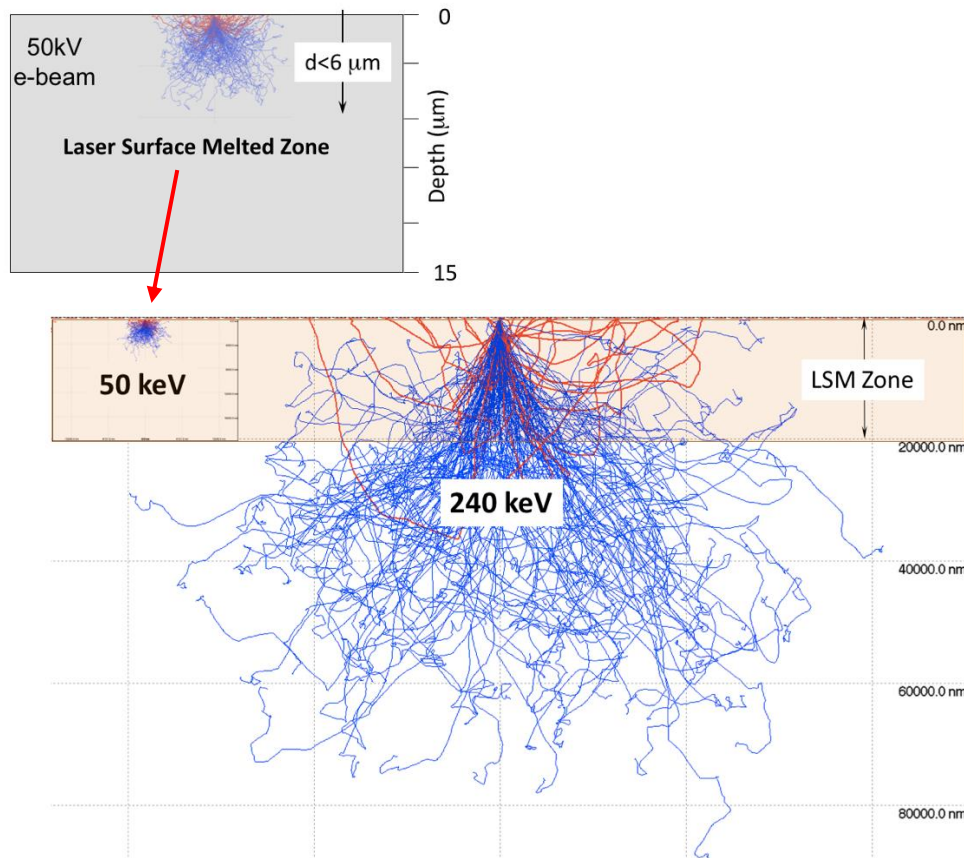 0
50kV
e-beam
d<6 μm
Laser Surface Melted Zone
Depth (μm)
15
0.0 nm
50 keV
LSM Zone
20000.0 nm
240 keV
40000.0 nm
60000.0 nm
80000.0 nm